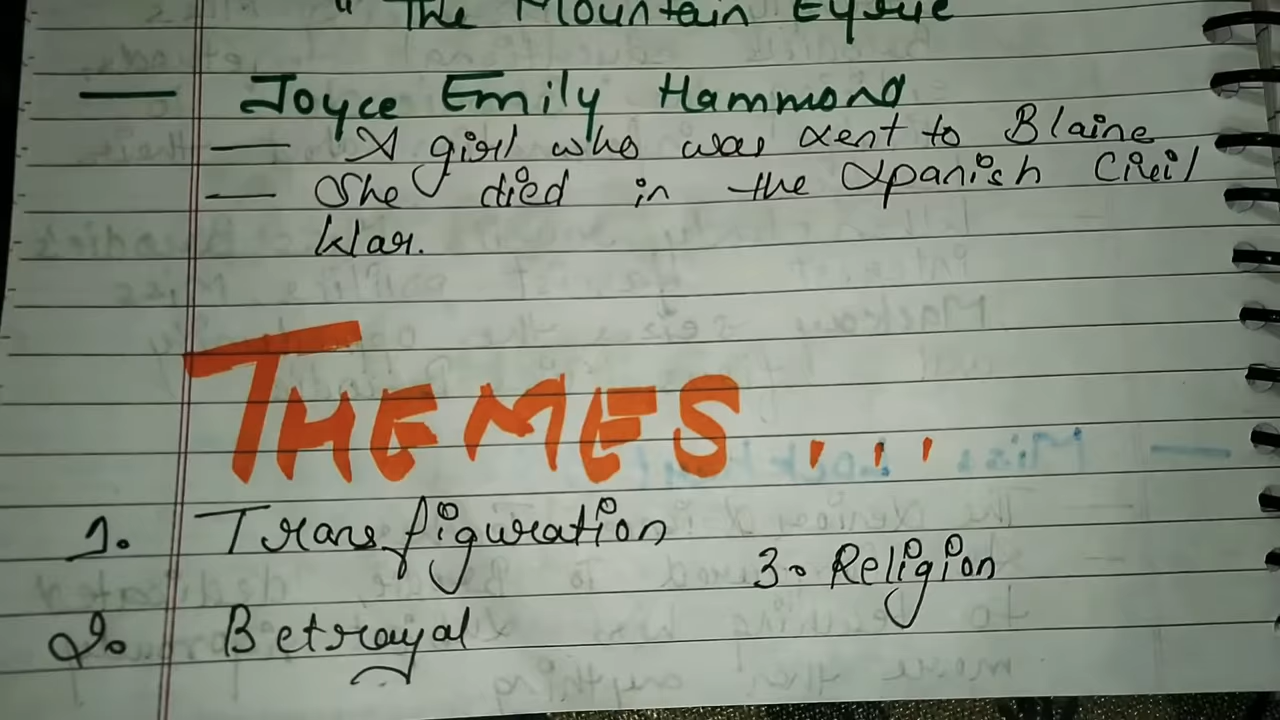 " The Mountain Eyrie
— Joyce Emily Hammond
— A girl who was sent to Blaine
— She died in the Spanish Civil
War.
THEMES...
1. Transfiguration
3. Religion
2. Betrayal